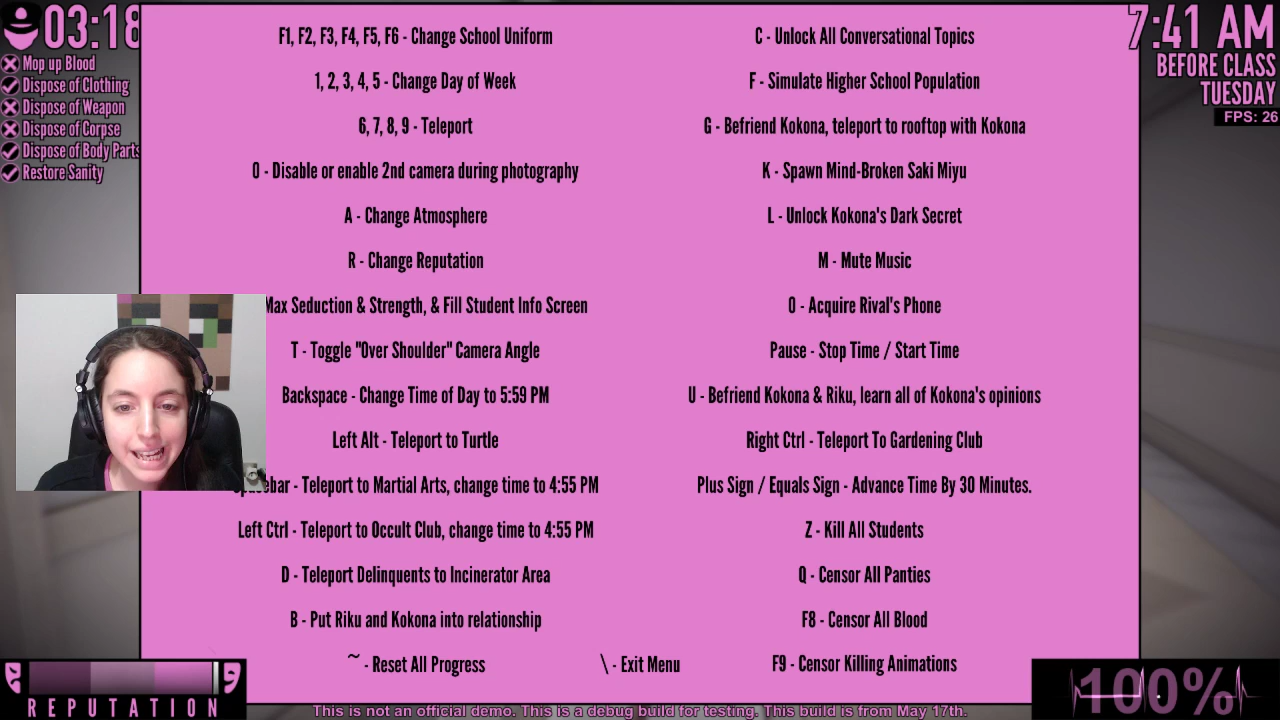 03:18
Mop up Blood
Dispose of Clothing
Dispose of Weapon
Dispose of Corpse
Dispose of Body Parts
Restore Sanity
F1, F2, F3, F4, F5, F6 - Change School Uniform
1, 2, 3, 4, 5 - Change Day of Week
6, 7, 8, 9 - Teleport
0 - Disable or enable 2nd camera during photography
A - Change Atmosphere
R - Change Reputation
Max Seduction & Strength, & Fill Student Info Screen
T - Toggle "Over Shoulder" Camera Angle
Backspace - Change Time of Day to 5:59 PM
Left Alt - Teleport to Turtle
Spacebar - Teleport to Martial Arts, change time to 4:55 PM
Left Ctrl - Teleport to Occult Club, change time to 4:55 PM
D - Teleport Delinquents to Incinerator Area
B - Put Riku and Kokona into relationship
~ - Reset All Progress
\ - Exit Menu
C - Unlock All Conversational Topics
F - Simulate Higher School Population
G - Befriend Kokona, teleport to rooftop with Kokona
K - Spawn Mind-Broken Saki Miyu
L - Unlock Kokona's Dark Secret
M - Mute Music
O - Acquire Rival's Phone
Pause - Stop Time / Start Time
U - Befriend Kokona & Riku, learn all of Kokona's opinions
Right Ctrl - Teleport To Gardening Club
Plus Sign / Equals Sign - Advance Time By 30 Minutes.
Z - Kill All Students
Q - Censor All Panties
F8 - Censor All Blood
F9 - Censor Killing Animations
7:41 AM
BEFORE CLASS
TUESDAY
FPS: 26
REPUTATION
100%
This is not an official demo. This is a debug build for testing. This build is from May 17th.